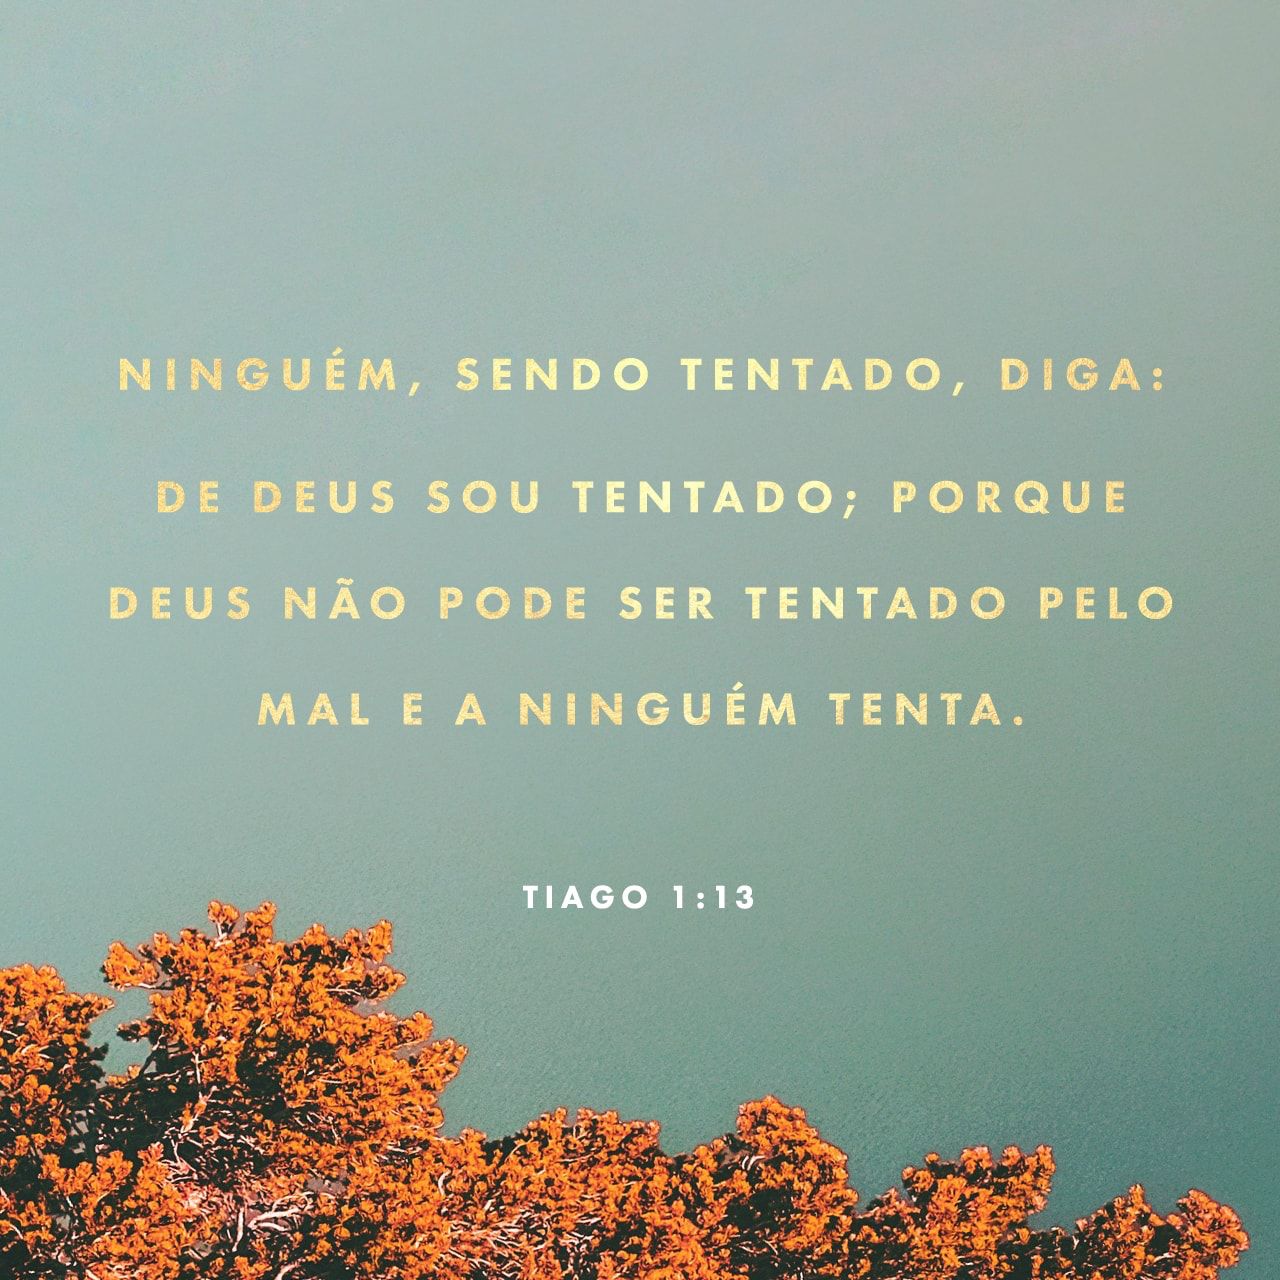 NINGUÉM, SENDO TENTADO, DIGA:
DE DEUS SOU TENTADO; PORQUE
DEUS NÃO PODE SER TENTADO PELO
MAL E A NINGUÉM TENTA.
TIAGO 1:13